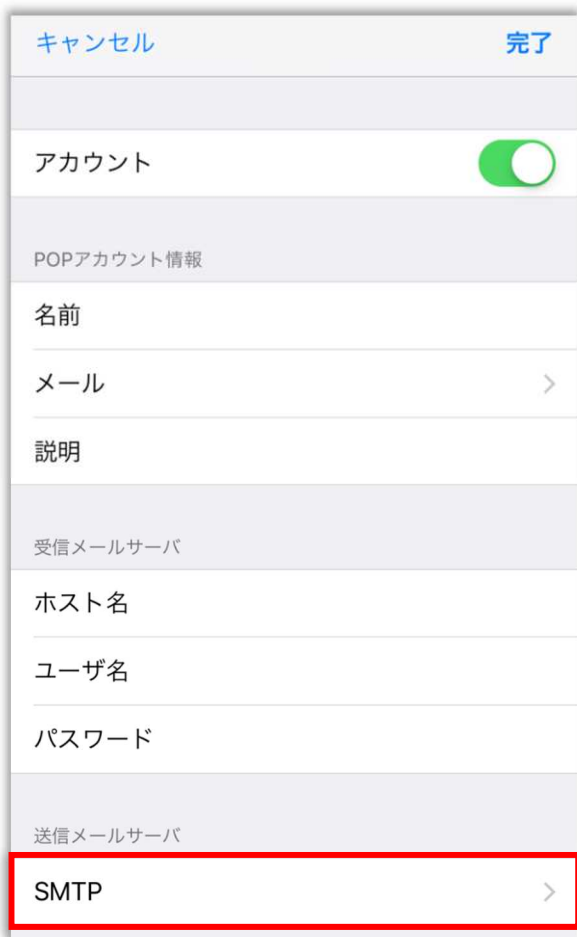 キャンセル 完了
アカウント
POPアカウント情報
名前
メール
説明
受信メールサーバ
ホスト名
ユーザ名
パスワード
送信メールサーバ
SMTP